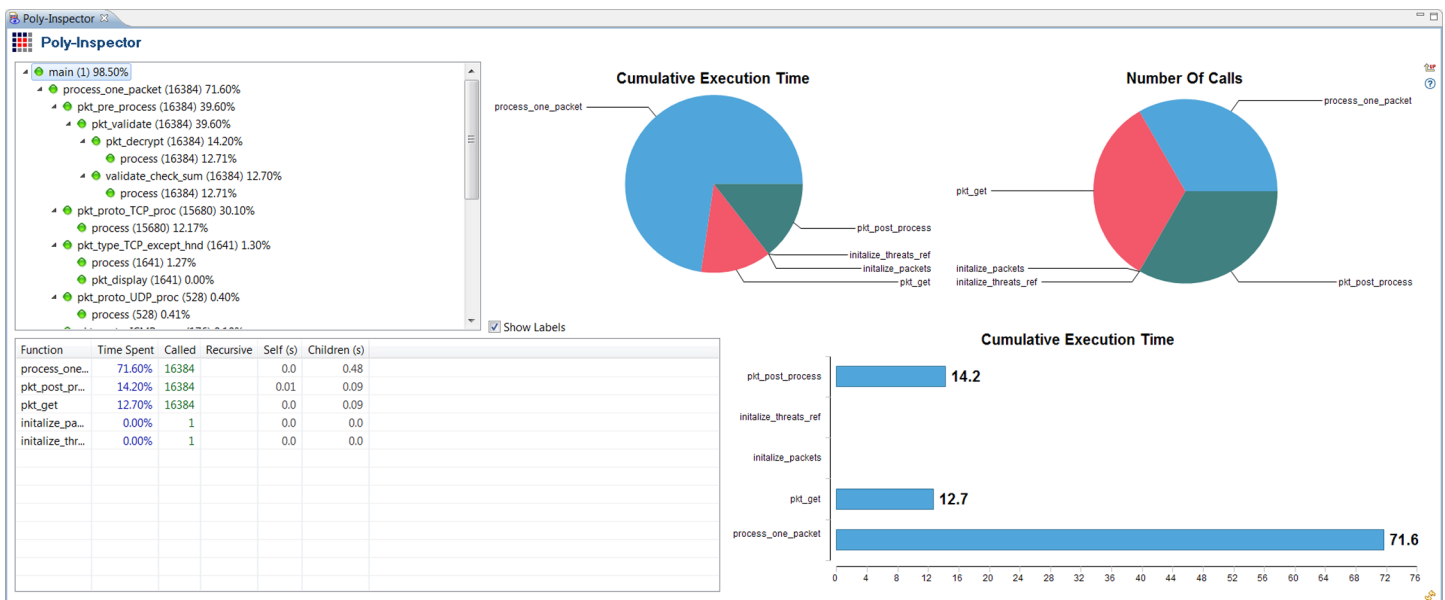 Poly-Inspector
Poly-Inspector
main (1) 98.50%
process_one_packet (16384) 71.60%
pkt_pre_process (16384) 39.60%
pkt_validate (16384) 39.60%
pkt_decrypt (16384) 14.20%
process (16384) 12.71%
validate_check_sum (16384) 12.70%
process (16384) 12.71%
pkt_proto_TCP_proc (15680) 30.10%
process (15680) 12.17%
pkt_type_TCP_except_hnd (1641) 1.30%
process (1641) 1.27%
pkt_display (1641) 0.00%
pkt_proto_UDP_proc (528) 0.40%
process (528) 0.41%
Cumulative Execution Time
process_one_packet
pkt_post_process
initalize_threats_ref
initalize_packets
pkt_get
Number Of Calls
process_one_packet
pkt_get
initalize_packets
initalize_threats_ref
pkt_post_process
UP
?
Show Labels
Function Time Spent Called Recursive Self (s) Children (s)
process_one... 71.60% 16384 0.0 0.48
pkt_post_pr... 14.20% 16384 0.01 0.09
pkt_get 12.70% 16384 0.0 0.09
initalize_pa... 0.00% 1 0.0 0.0
initalize_thr... 0.00% 1 0.0 0.0
Cumulative Execution Time
pkt_post_process 14.2
initalize_threats_ref
initalize_packets
pkt_get 12.7
process_one_packet 71.6
0 4 8 12 16 20 24 28 32 36 40 44 48 52 56 60 64 68 72 76